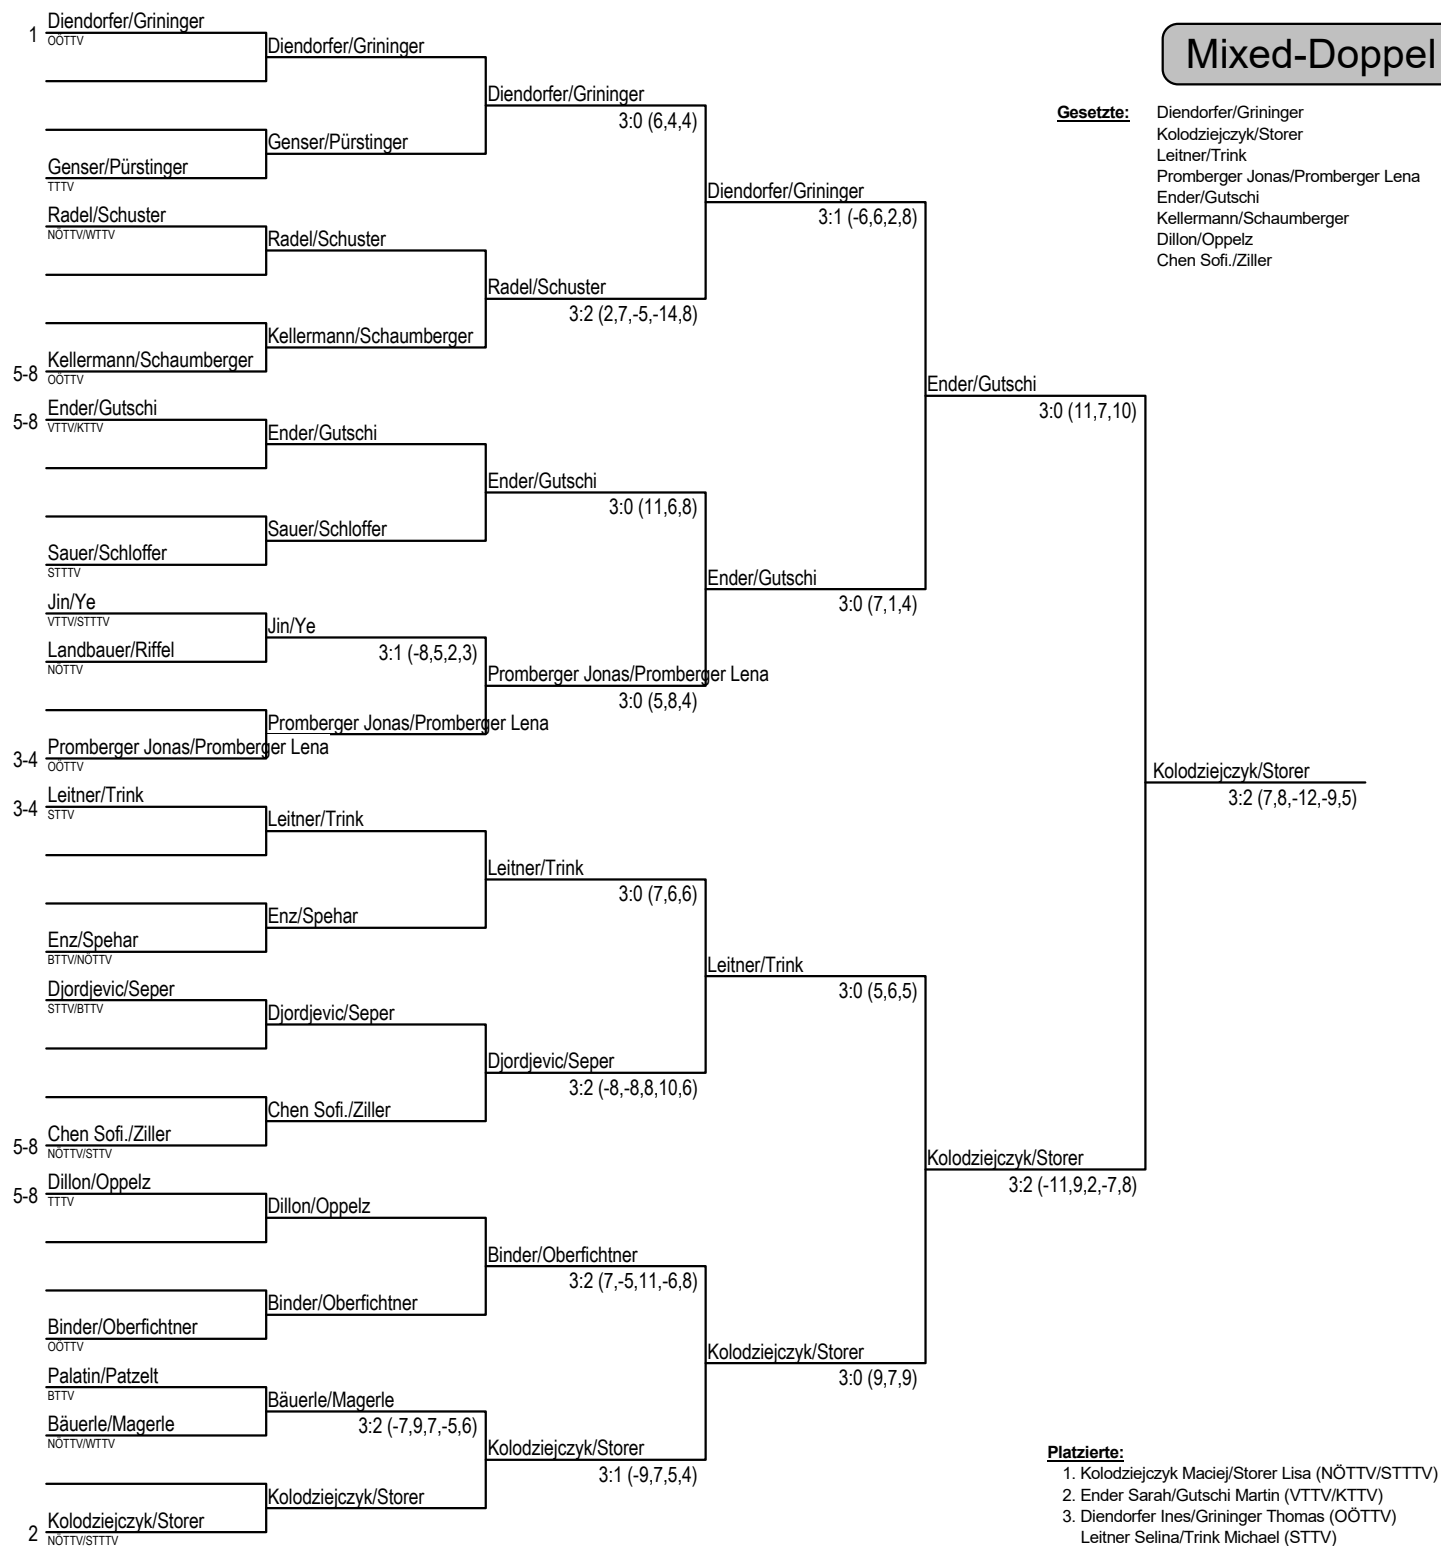 Mixed-Doppel
Gesetzte:
Diendorfer/Grininger
Kolodziejczyk/Storer
Leitner/Trink
Promberger Jonas/Promberger Lena
Ender/Gutschi
Kellermann/Schaumberger
Dillon/Oppelz
Chen Sofi./Ziller
1 Diendorfer/Grininger
OÖTTV
Genser/Pürstinger
TTTV
Radel/Schuster
NÖTTV/WTTV
5-8 Kellermann/Schaumberger
OÖTTV
5-8 Ender/Gutschi
VTTV/KTTV
Sauer/Schloffer
STTTV
Jin/Ye
VTTV/STTTV
Landbauer/Riffel
NÖTTV
3-4 Promberger Jonas/Promberger Lena
OÖTTV
3-4 Leitner/Trink
STTV
Enz/Spehar
BTTV/NÖTTV
Djordjevic/Seper
STTV/BTTV
5-8 Chen Sofi./Ziller
NÖTTV/STTV
5-8 Dillon/Oppelz
TTTV
Binder/Oberfichtner
OÖTTV
Palatin/Patzelt
BTTV
Bäuerle/Magerle
NÖTTV/WTTV
2 Kolodziejczyk/Storer
NÖTTV/STTTV
Diendorfer/Grininger
Genser/Pürstinger
Radel/Schuster
Kellermann/Schaumberger
Ender/Gutschi
Sauer/Schloffer
Jin/Ye
3:1 (-8,5,2,3)
Promberger Jonas/Promberger Lena
Leitner/Trink
Enz/Spehar
Djordjevic/Seper
Chen Sofi./Ziller
Dillon/Oppelz
Binder/Oberfichtner
Bäuerle/Magerle
3:2 (-7,9,7,-5,6)
Kolodziejczyk/Storer
Diendorfer/Grininger
3:0 (6,4,4)
Radel/Schuster
3:2 (2,7,-5,-14,8)
Ender/Gutschi
3:0 (11,6,8)
Promberger Jonas/Promberger Lena
3:0 (5,8,4)
Leitner/Trink
3:0 (7,6,6)
Djordjevic/Seper
3:2 (-8,-8,8,10,6)
Binder/Oberfichtner
3:2 (7,-5,11,-6,8)
Kolodziejczyk/Storer
3:1 (-9,7,5,4)
Diendorfer/Grininger
3:1 (-6,6,2,8)
Ender/Gutschi
3:0 (7,1,4)
Leitner/Trink
3:0 (5,6,5)
Kolodziejczyk/Storer
3:0 (9,7,9)
Ender/Gutschi
3:0 (11,7,10)
Kolodziejczyk/Storer
3:2 (-11,9,2,-7,8)
Kolodziejczyk/Storer
3:2 (7,8,-12,-9,5)
Platzierte:
1. Kolodziejczyk Maciej/Storer Lisa (NÖTTV/STTTV)
2. Ender Sarah/Gutschi Martin (VTTV/KTTV)
3. Diendorfer Ines/Grininger Thomas (OÖTTV)
Leitner Selina/Trink Michael (STTV)